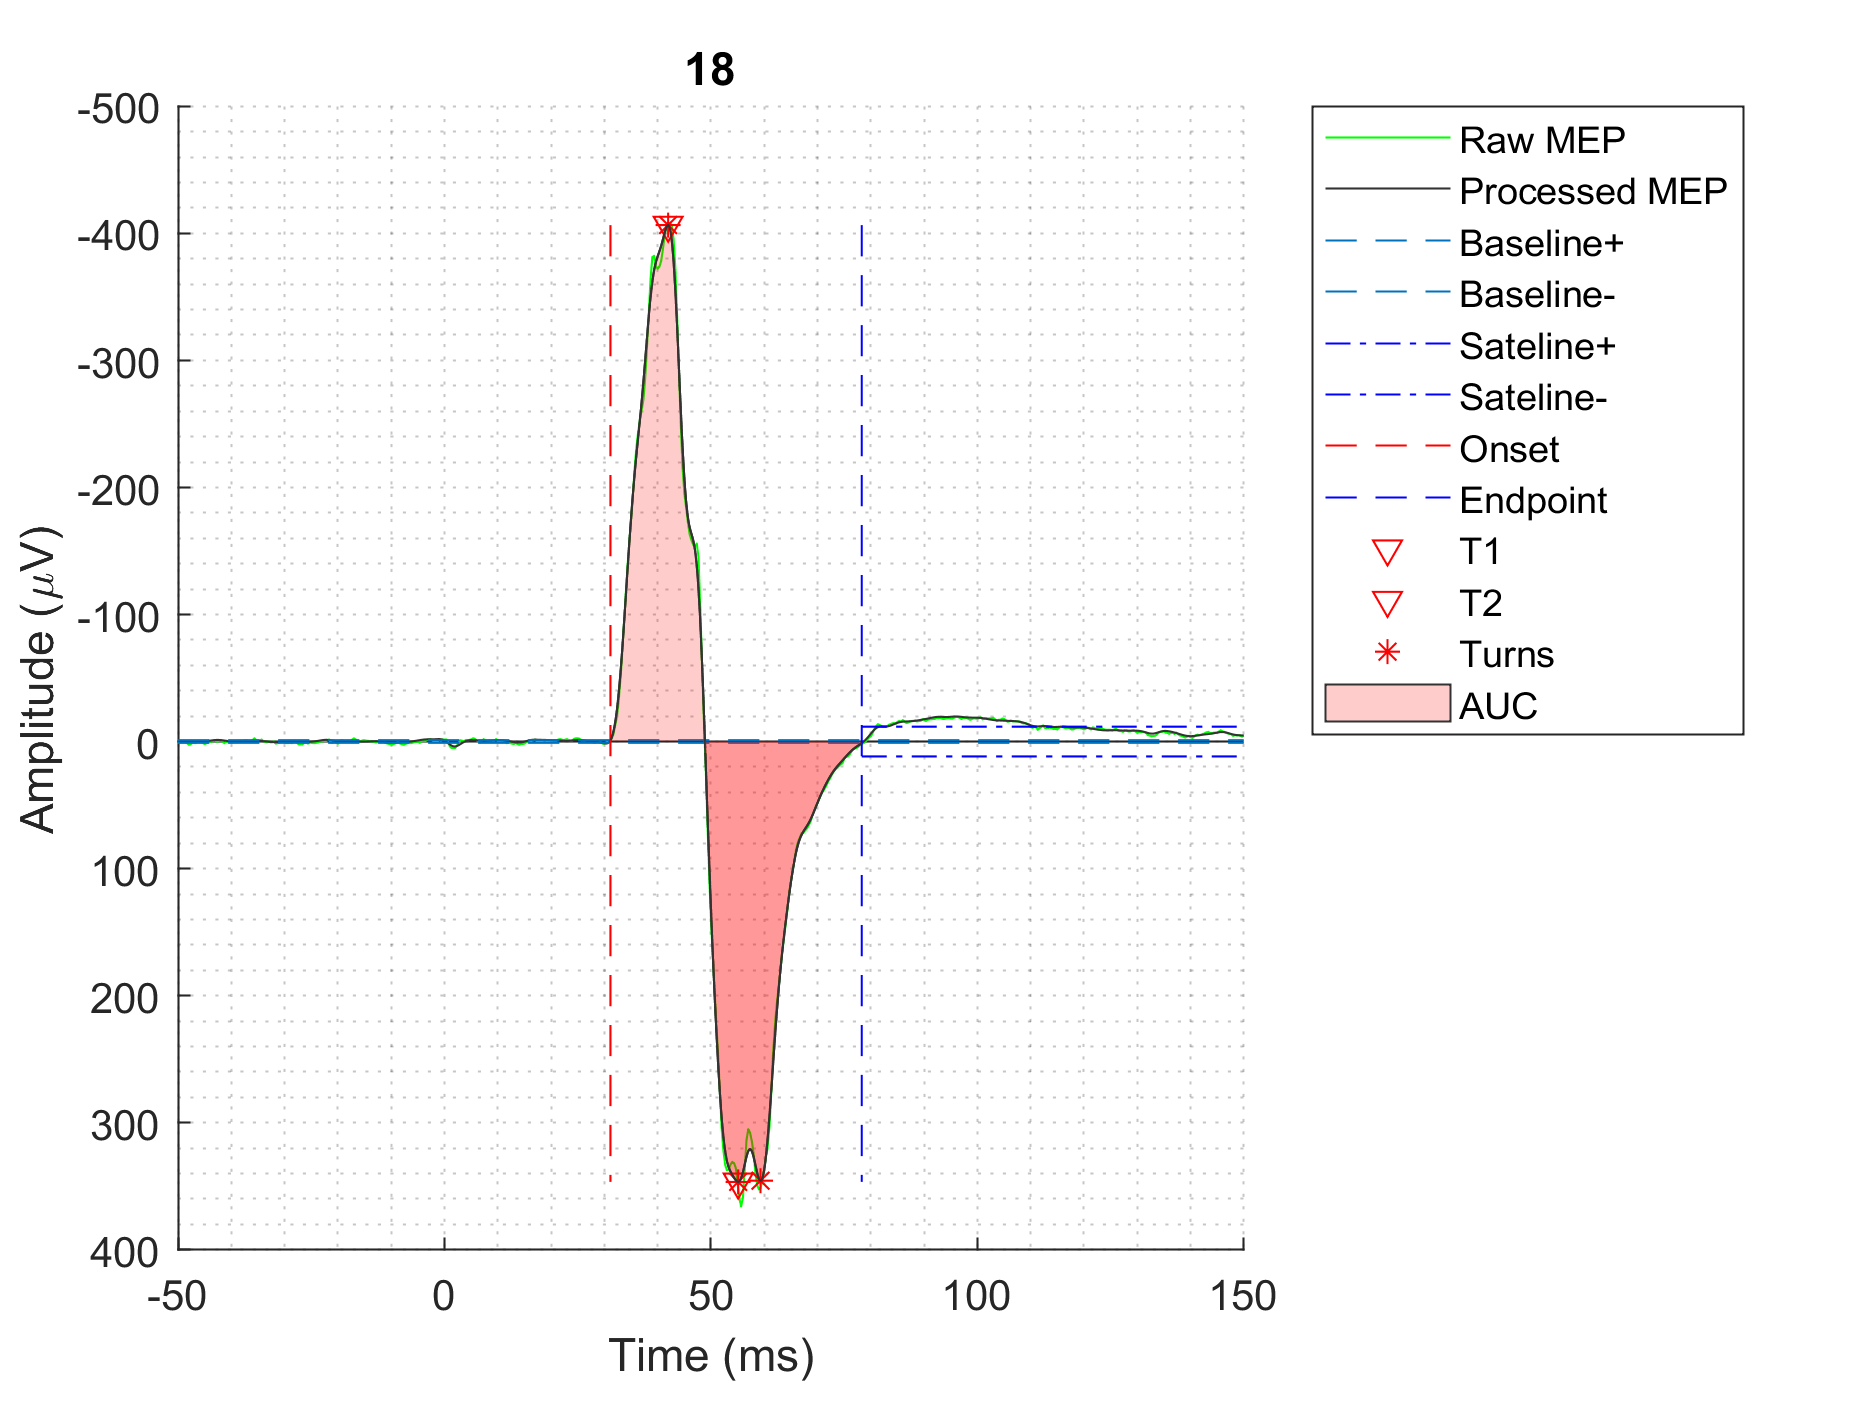 18
-500
-400
-300
-200
-100
0
100
200
300
400
Amplitude (μV)
-50 0 50 100 150
Time (ms)
Raw MEP
Processed MEP
Baseline+
Baseline-
Sateline+
Sateline-
Onset
Endpoint
T1
T2
Turns
AUC